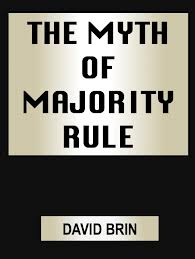 THE MYTH
OF
MAJORITY
RULE
DAVID BRIN